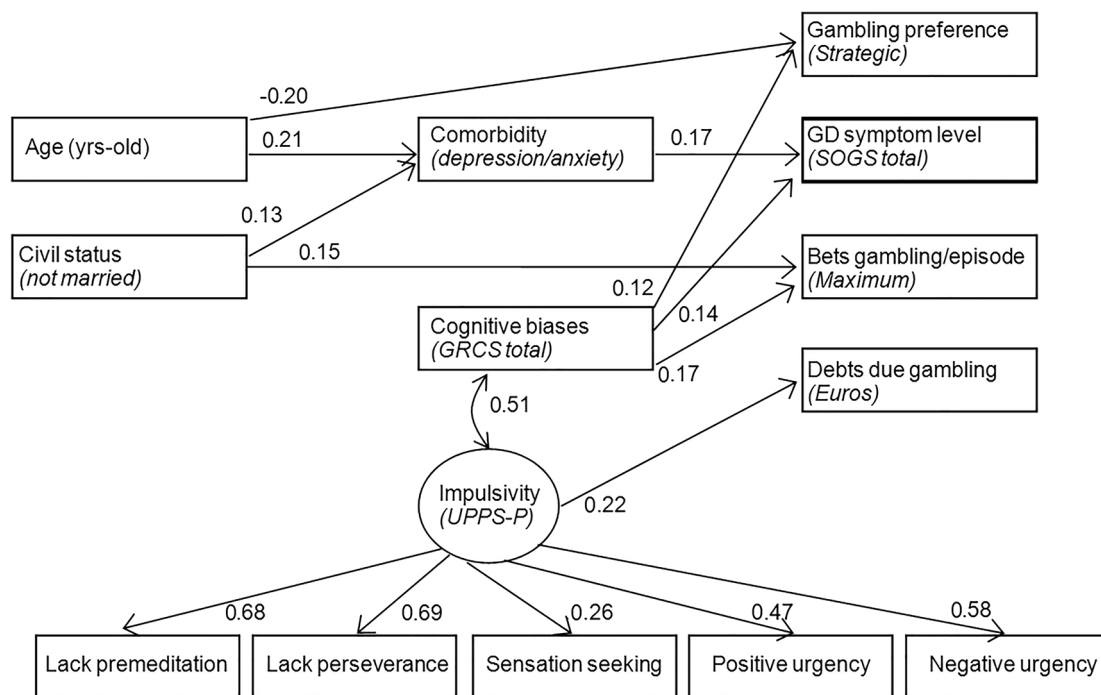 Gambling preference
(Strategic)
-0.20
Age (yrs-old)
0.21
Comorbidity
(depression/anxiety)
0.17
GD symptom level
(SOGS total)
0.13
Civil status
(not married)
0.15
Bets gambling/episode
(Maximum)
0.12
0.14
Cognitive biases
(GRCS total)
0.17
Debts due gambling
(Euros)
0.51
Impulsivity
(UPPS-P)
0.22
0.68
0.69
0.26
0.47
0.58
Lack premeditation
Lack perseverance
Sensation seeking
Positive urgency
Negative urgency